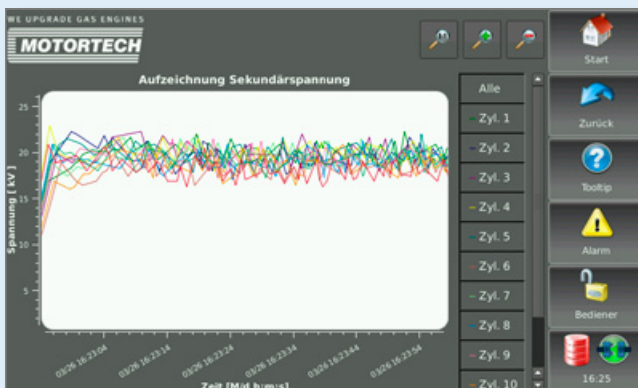 WE UPGRADE GAS ENGINES
MOTORTECH
Aufzeichnung Sekundärspannung
25
20
15
10
5
Spannung [ kV ]
03/26 16:23:04
03/26 16:23:14
03/26 16:23:24
03/26 16:23:34
03/26 16:23:44
03/26 16:23:54
Zeit [M/d h:m:s]
Alle
Zyl. 1
Zyl. 2
Zyl. 3
Zyl. 4
Zyl. 5
Zyl. 6
Zyl. 7
Zyl. 8
Zyl. 9
Zyl. 10
Start
Zurück
Tooltip
Alarm
Bediener
16:25